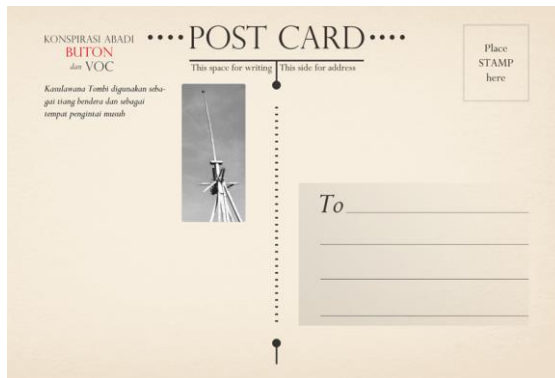 KONSPIRASI ABADI
BUTON
dan VOC
Kasulawana Tombi digunakan seba-
gai tiang bendera dan sebagai
tempat pengintai musuh
POST CARD
This space for writing
This side for address
Place
STAMP
here
To